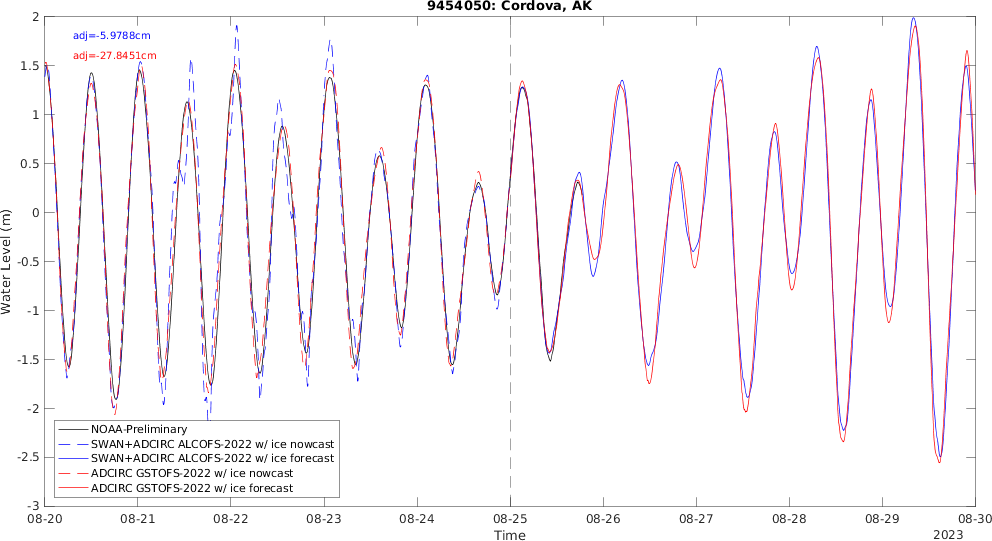 9454050: Cordova, AK
adj=-5.9788cm
adj=-27.8451cm
Water Level (m)
2
1.5
1
0.5
0
-0.5
-1
-1.5
-2
-2.5
-3
NOAA-Preliminary
SWAN+ADCIRC ALCOFS-2022 w/ ice nowcast
SWAN+ADCIRC ALCOFS-2022 w/ ice forecast
ADCIRC GSTOFS-2022 w/ ice nowcast
ADCIRC GSTOFS-2022 w/ ice forecast
08-20 08-21 08-22 08-23 08-24 08-25 08-26 08-27 08-28 08-29 08-30
Time
2023